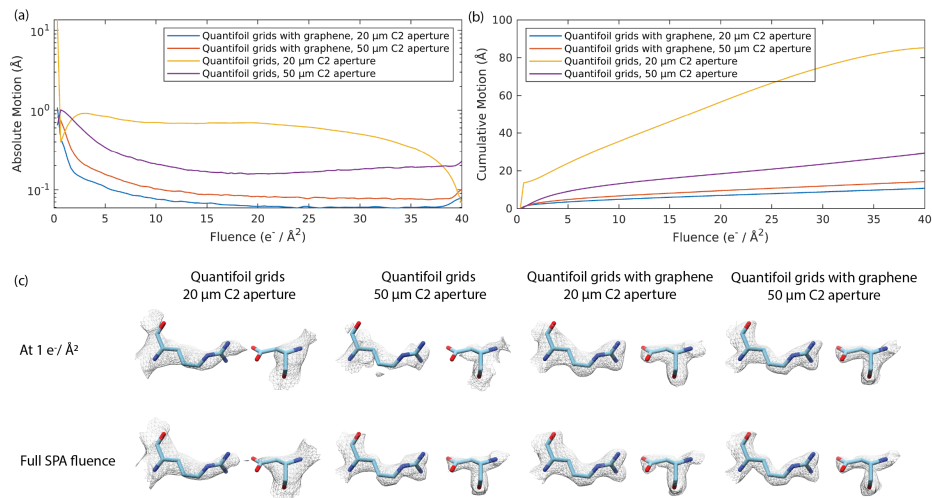 (a)
Quantifoil grids with graphene, 20 µm C2 aperture
Quantifoil grids with graphene, 50 µm C2 aperture
Quantifoil grids, 20 µm C2 aperture
Quantifoil grids, 50 µm C2 aperture
Absolute Motion (Å)
10¹
10⁰
10⁻¹
0 5 10 15 20 25 30 35 40
Fluence (e⁻ / Å²)
(b)
Quantifoil grids with graphene, 20 µm C2 aperture
Quantifoil grids with graphene, 50 µm C2 aperture
Quantifoil grids, 20 µm C2 aperture
Quantifoil grids, 50 µm C2 aperture
Cumulative Motion (Å)
100
80
60
40
20
0
0 5 10 15 20 25 30 35 40
Fluence (e⁻ / Å²)
(c)
Quantifoil grids
20 µm C2 aperture
Quantifoil grids
50 µm C2 aperture
Quantifoil grids with graphene
20 µm C2 aperture
Quantifoil grids with graphene
50 µm C2 aperture
At 1 e⁻/ Å²
Full SPA fluence